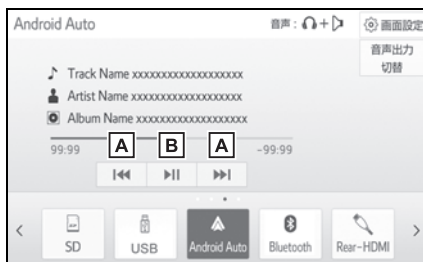 Android Auto
音声: +
画面設定
音声出力
切替
Track Name xxxxxxxxxxxxxxxxxxx
Artist Name xxxxxxxxxxxxxxxxxxx
Album Name xxxxxxxxxxxxxxxxxxx
99:99 A B A -99:99
SD USB Android Auto Bluetooth Rear-HDMI